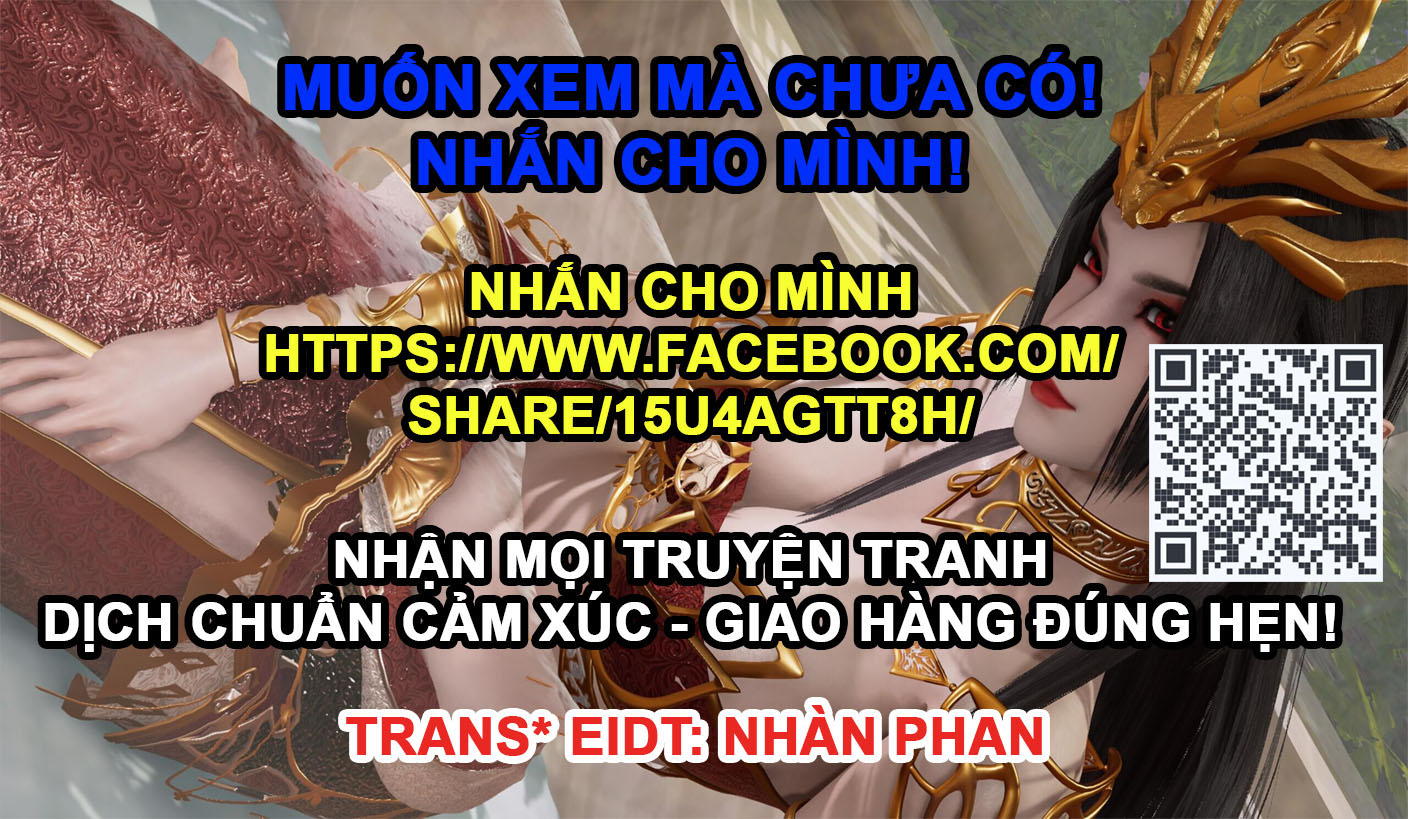 MUỐN XEM MÀ CHƯA CÓ!
NHẮN CHO MÌNH!
NHẮN CHO MÌNH
HTTPS://WWW.FACEBOOK.COM/
SHARE/15U4AGTT8H/
NHẬN MỌI TRUYỆN TRANH
DỊCH CHUẨN CẢM XÚC - GIAO HÀNG ĐÚNG HẸN!
TRANS* EIDT: NHÀN PHAN